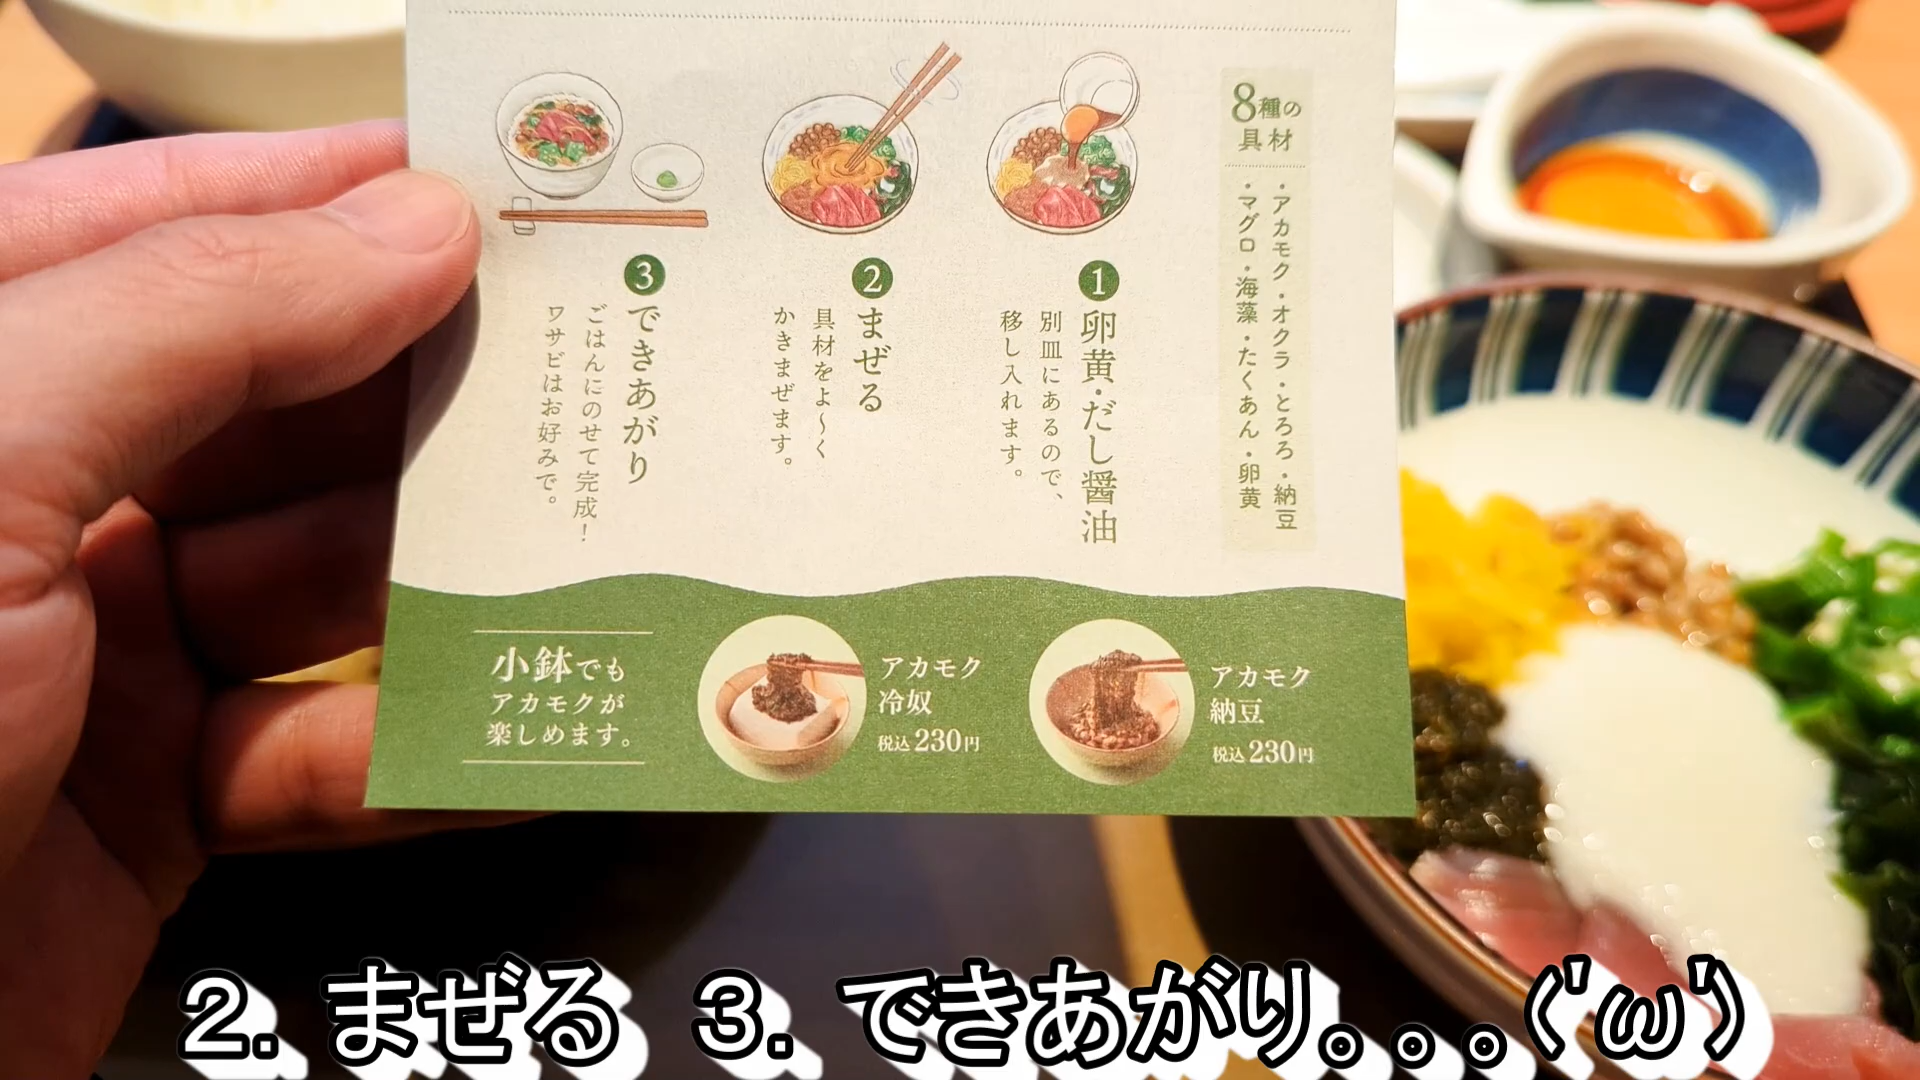 8種の
具材
・アカモク・オクラ・とろろ・納豆
・マグロ・海藻・たくあん・卵黄
1
卵黄・だし醤油
別皿にあるので、
移し入れます。
2
まぜる
具材をよ〜く
かきまぜます。
3
できあがり
ごはんにのせて完成!
ワサビはお好みで。
小鉢でも
アカモクが
楽しめます。
アカモク
冷奴
税込230円
アカモク
納豆
税込230円
2. まぜる 3. できあがり。。。('ω')